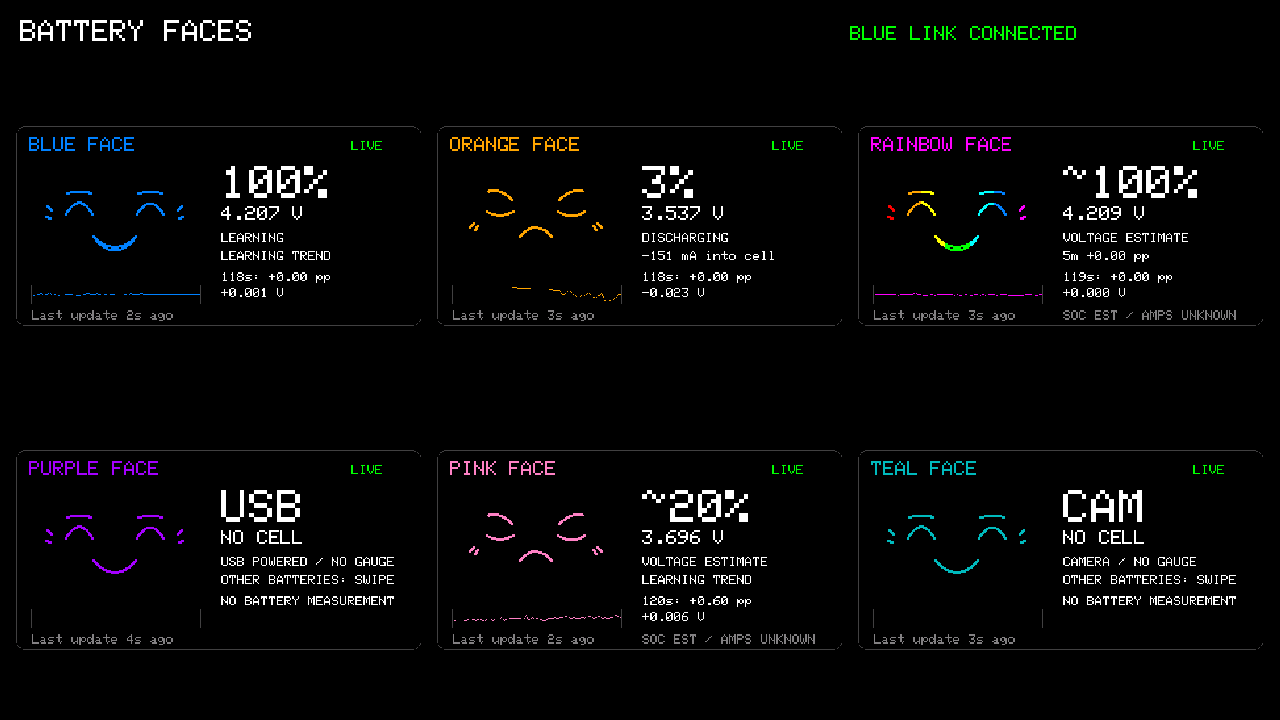 BATTERY FACES
BLUE LINK CONNECTED
BLUE FACE
LIVE
100%
4.207 V
LEARNING
LEARNING TREND
118s: +0.00 pp
+0.001 V
Last update 2s ago
ORANGE FACE
LIVE
3%
3.537 V
DISCHARGING
-151 mA into cell
118s: +0.00 pp
-0.023 V
Last update 3s ago
RAINBOW FACE
LIVE
~100%
4.209 V
VOLTAGE ESTIMATE
5m +0.00 pp
119s: +0.00 pp
+0.000 V
Last update 3s ago
SOC EST / AMPS UNKNOWN
PURPLE FACE
LIVE
USB
NO CELL
USB POWERED / NO GAUGE
OTHER BATTERIES: SWIPE
NO BATTERY MEASUREMENT
Last update 4s ago
PINK FACE
LIVE
~20%
3.696 V
VOLTAGE ESTIMATE
LEARNING TREND
120s: +0.60 pp
+0.006 V
Last update 2s ago
SOC EST / AMPS UNKNOWN
TEAL FACE
LIVE
CAM
NO CELL
CAMERA / NO GAUGE
OTHER BATTERIES: SWIPE
NO BATTERY MEASUREMENT
Last update 3s ago